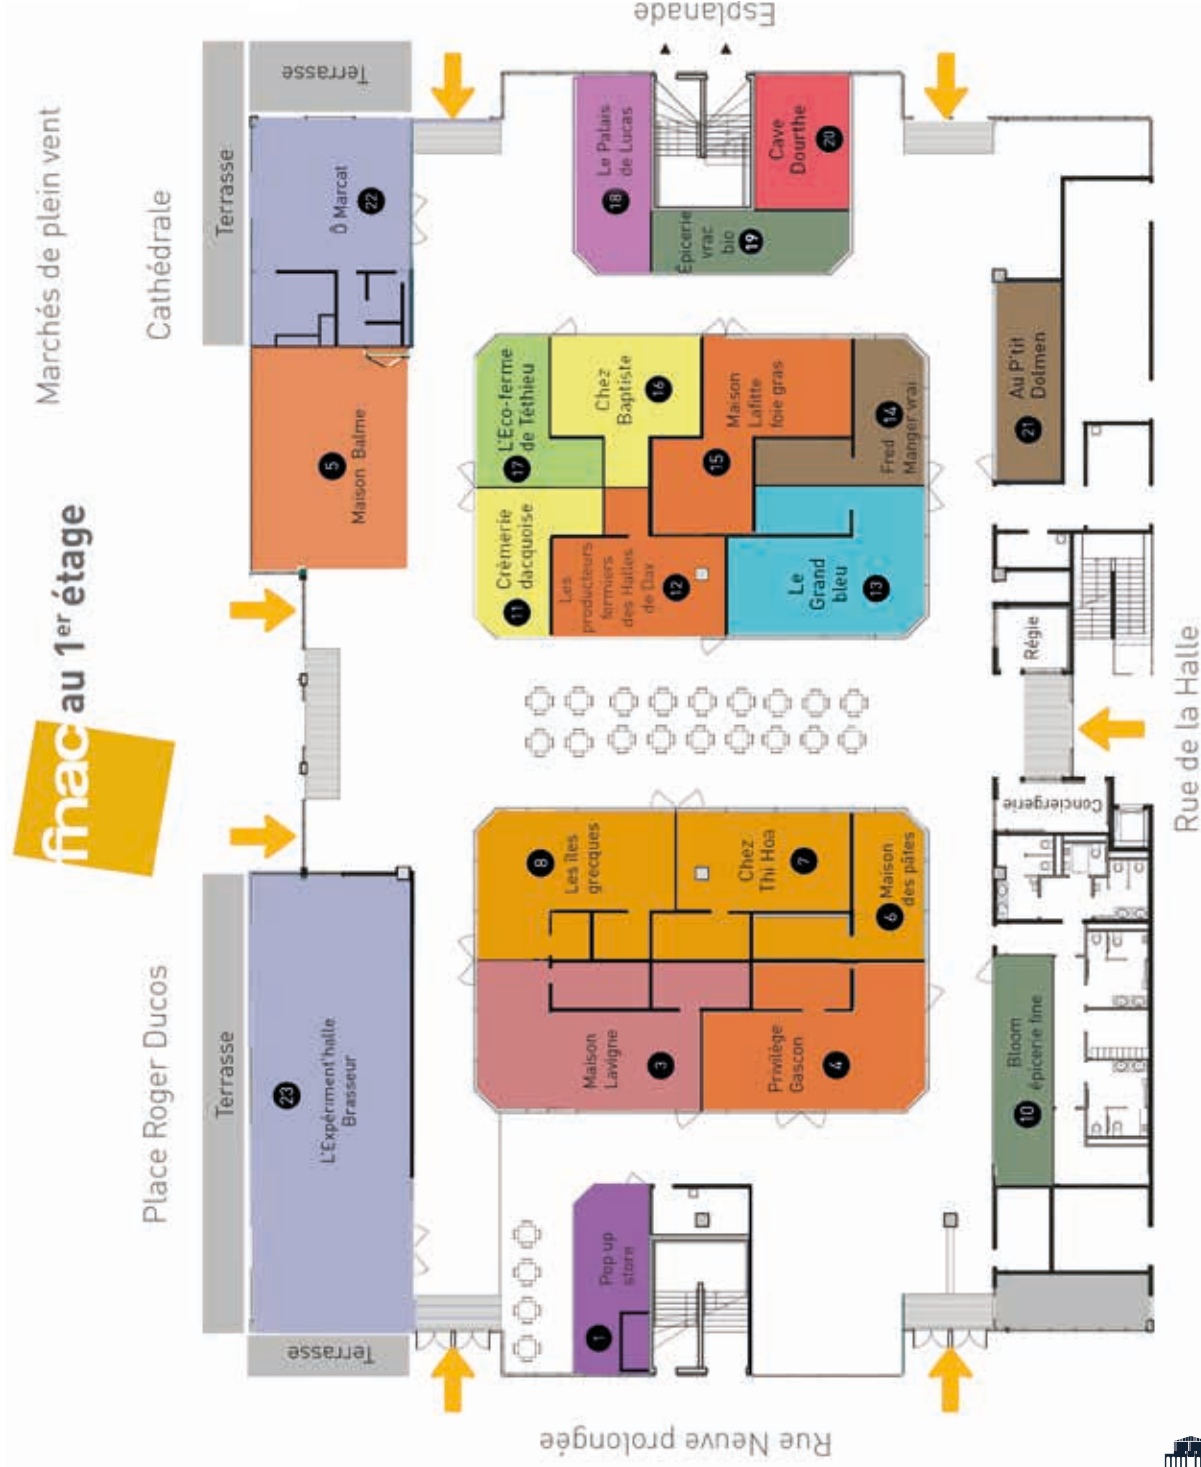 fnac au 1er étage
Marchés de plein vent
Cathédrale
Place Roger Ducos
Terrasse
Terrasse
Terrasse
Terrasse
Esplanade
Rue Neuve prolongée
Rue de la Halle
23
L'Expériment'halle
Brasseur
5
Maison Balme
Ô Marcat
22
8
Les îles
grecques
Maison
Lavigne
3
Chez
Thi Hoa
7
Privilège
Gascon
4
6
Maison
des pâtes
Pop up
store
1
11
Crèmerie
dacquoise
17
L'Eco-ferme
de Téthieu
Les
producteurs
fermiers
des Halles
de Dax
12
Chez
Baptiste
16
15
Maison
Lafitte
foie gras
Le
Grand
bleu
13
14
Fred
Manger vrai
Le Palais
de Lucas
18
Épicerie
vrac
bio
19
Cave
Dourthe
20
Au P'tit
Dolmen
21
Régie
Conciergerie
Bloom
épicerie fine
10